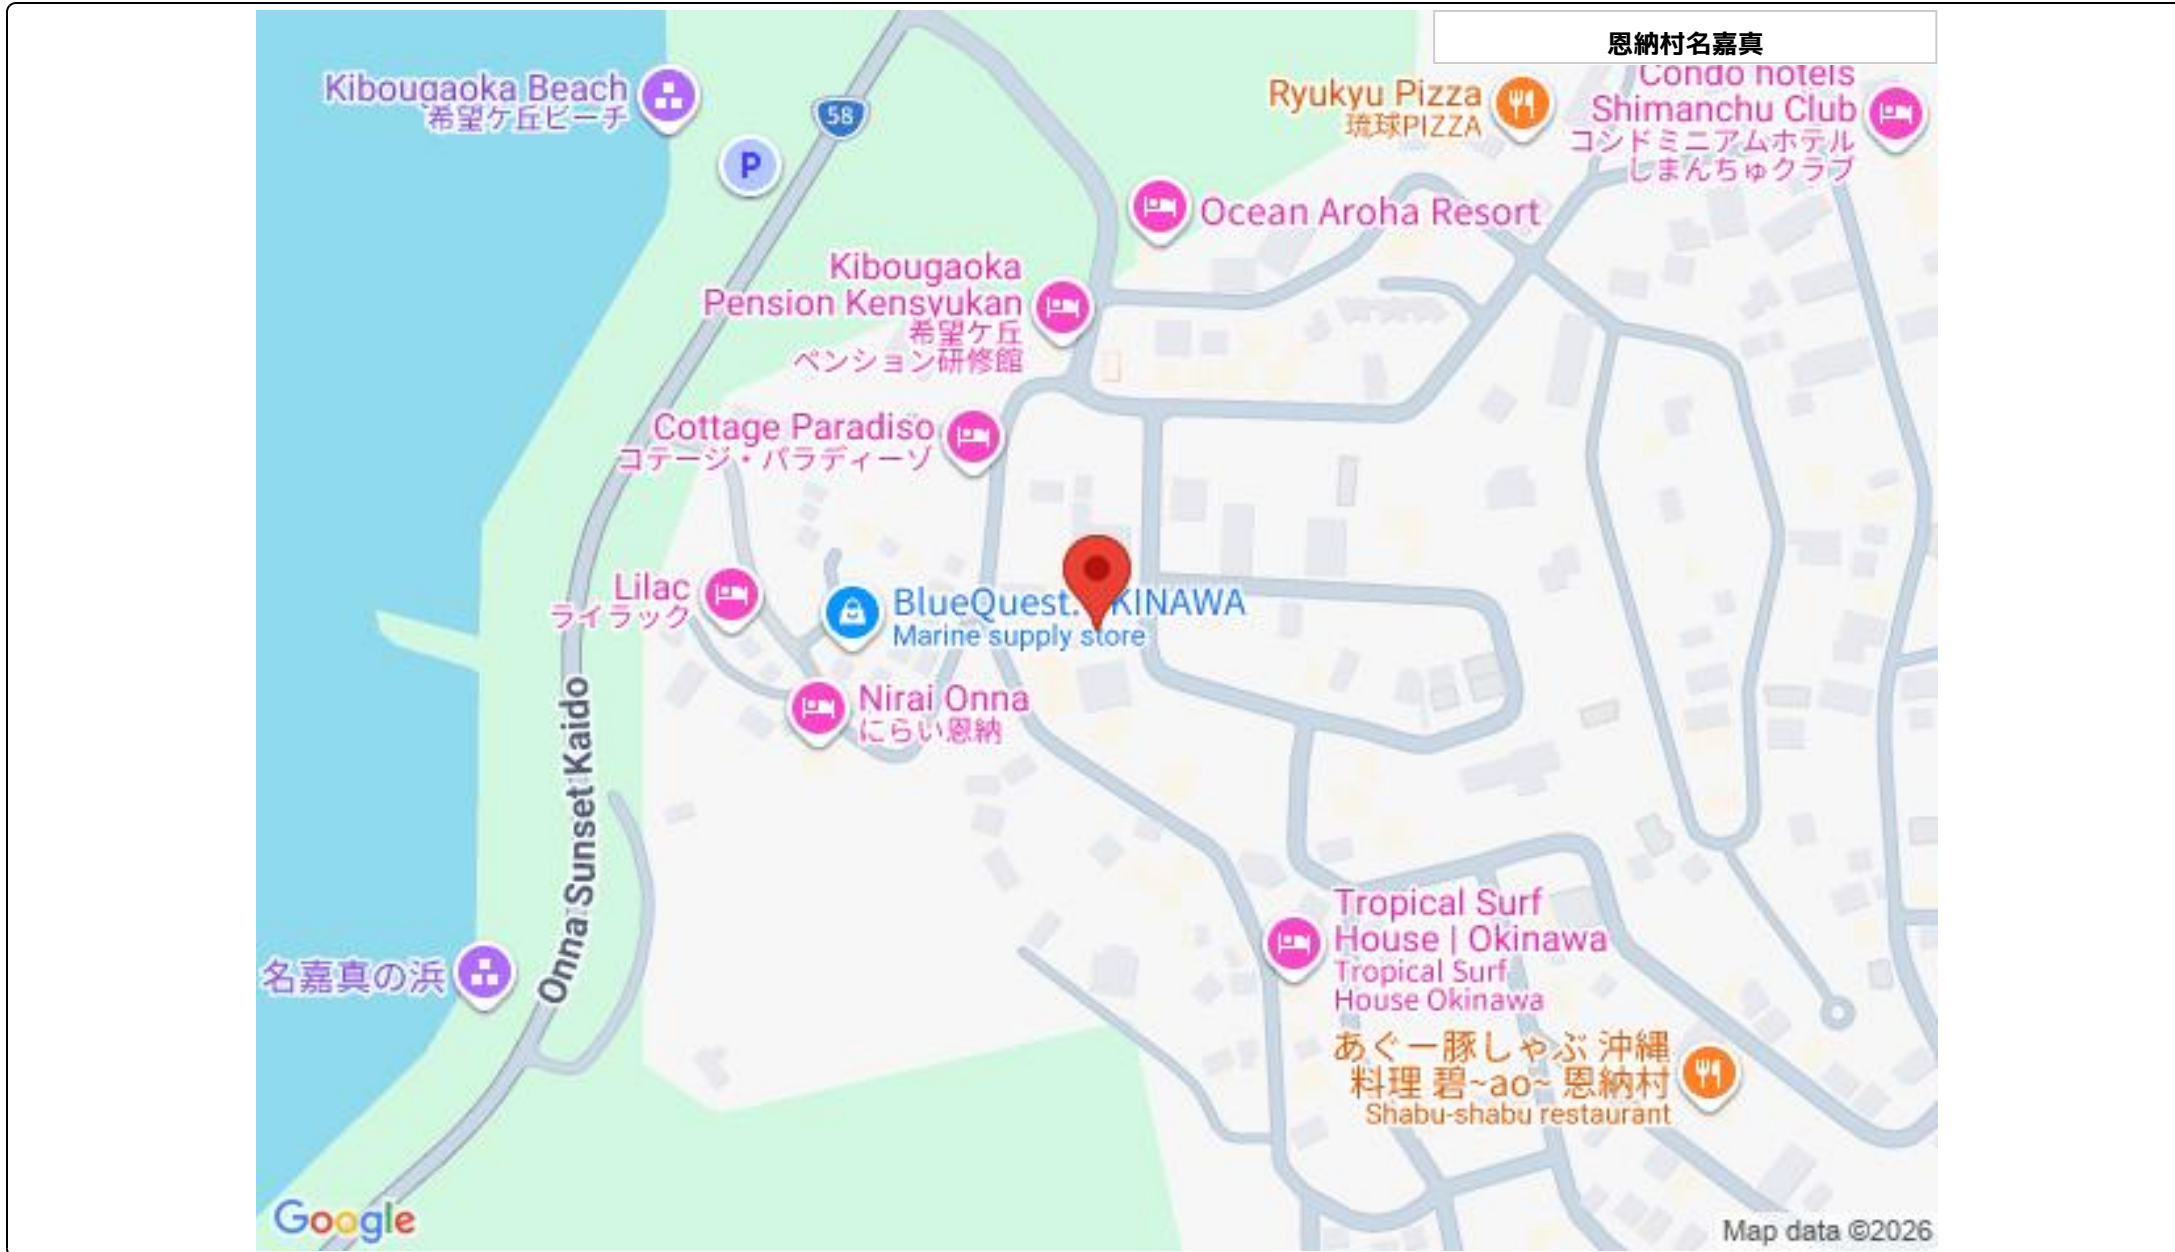 恩納村名嘉真
Kibougaoka Beach
希望ケ丘ビーチ
58
P
Ryukyu Pizza
琉球PIZZA
Condo hotels
Shimanchu Club
コンドミニアムホテル
しまんちゅクラブ
Ocean Aroha Resort
Kibougaoka
Pension Kensyukan
希望ケ丘
ペンション研修館
Cottage Paradiso
コテージ・パラディーゾ
Lilac
ライラック
BlueQuest. KINAWA
Marine supply store
Nirai Onna
にらい恩納
Onna Sunset Kaido
名嘉真の浜
Tropical Surf
House | Okinawa
Tropical Surf
House Okinawa
あぐー豚しゃぶ 沖縄
料理 碧~ao~ 恩納村
Shabu-shabu restaurant
Google
Map data ©2026